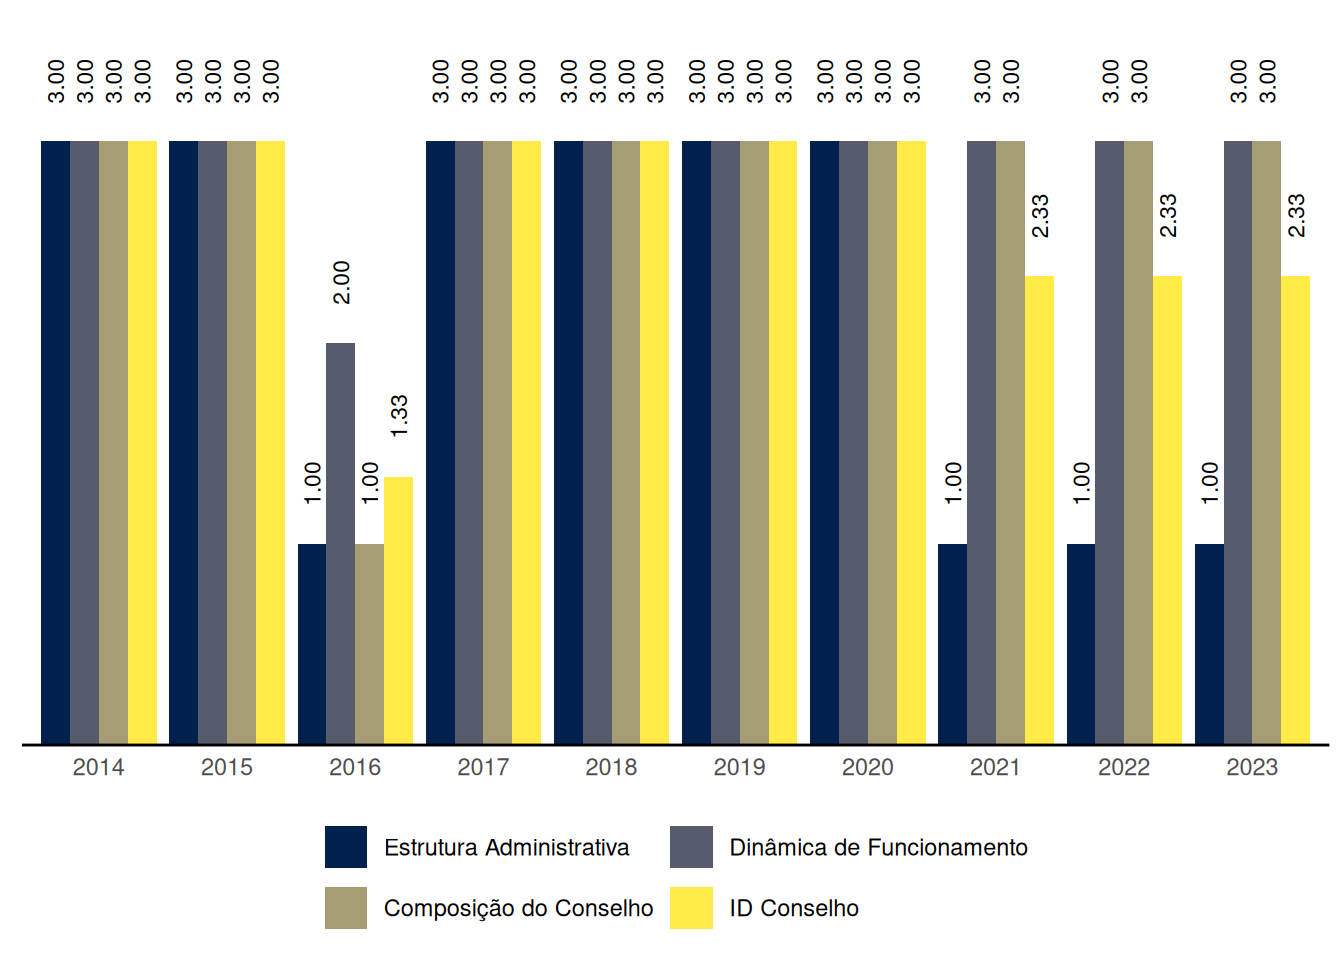 3.00 3.00 3.00 3.00 3.00 3.00 3.00 3.00 3.00 3.00 3.00 3.00 3.00 3.00 3.00 3.00 3.00 3.00 3.00 3.00 3.00 3.00 3.00 3.00 3.00 3.00 3.00 3.00 3.00 3.00
2.33 2.33 2.33
2.00
1.33
1.00 1.00 1.00 1.00 1.00
2014 2015 2016 2017 2018 2019 2020 2021 2022 2023
Estrutura Administrativa Dinâmica de Funcionamento
Composição do Conselho ID Conselho